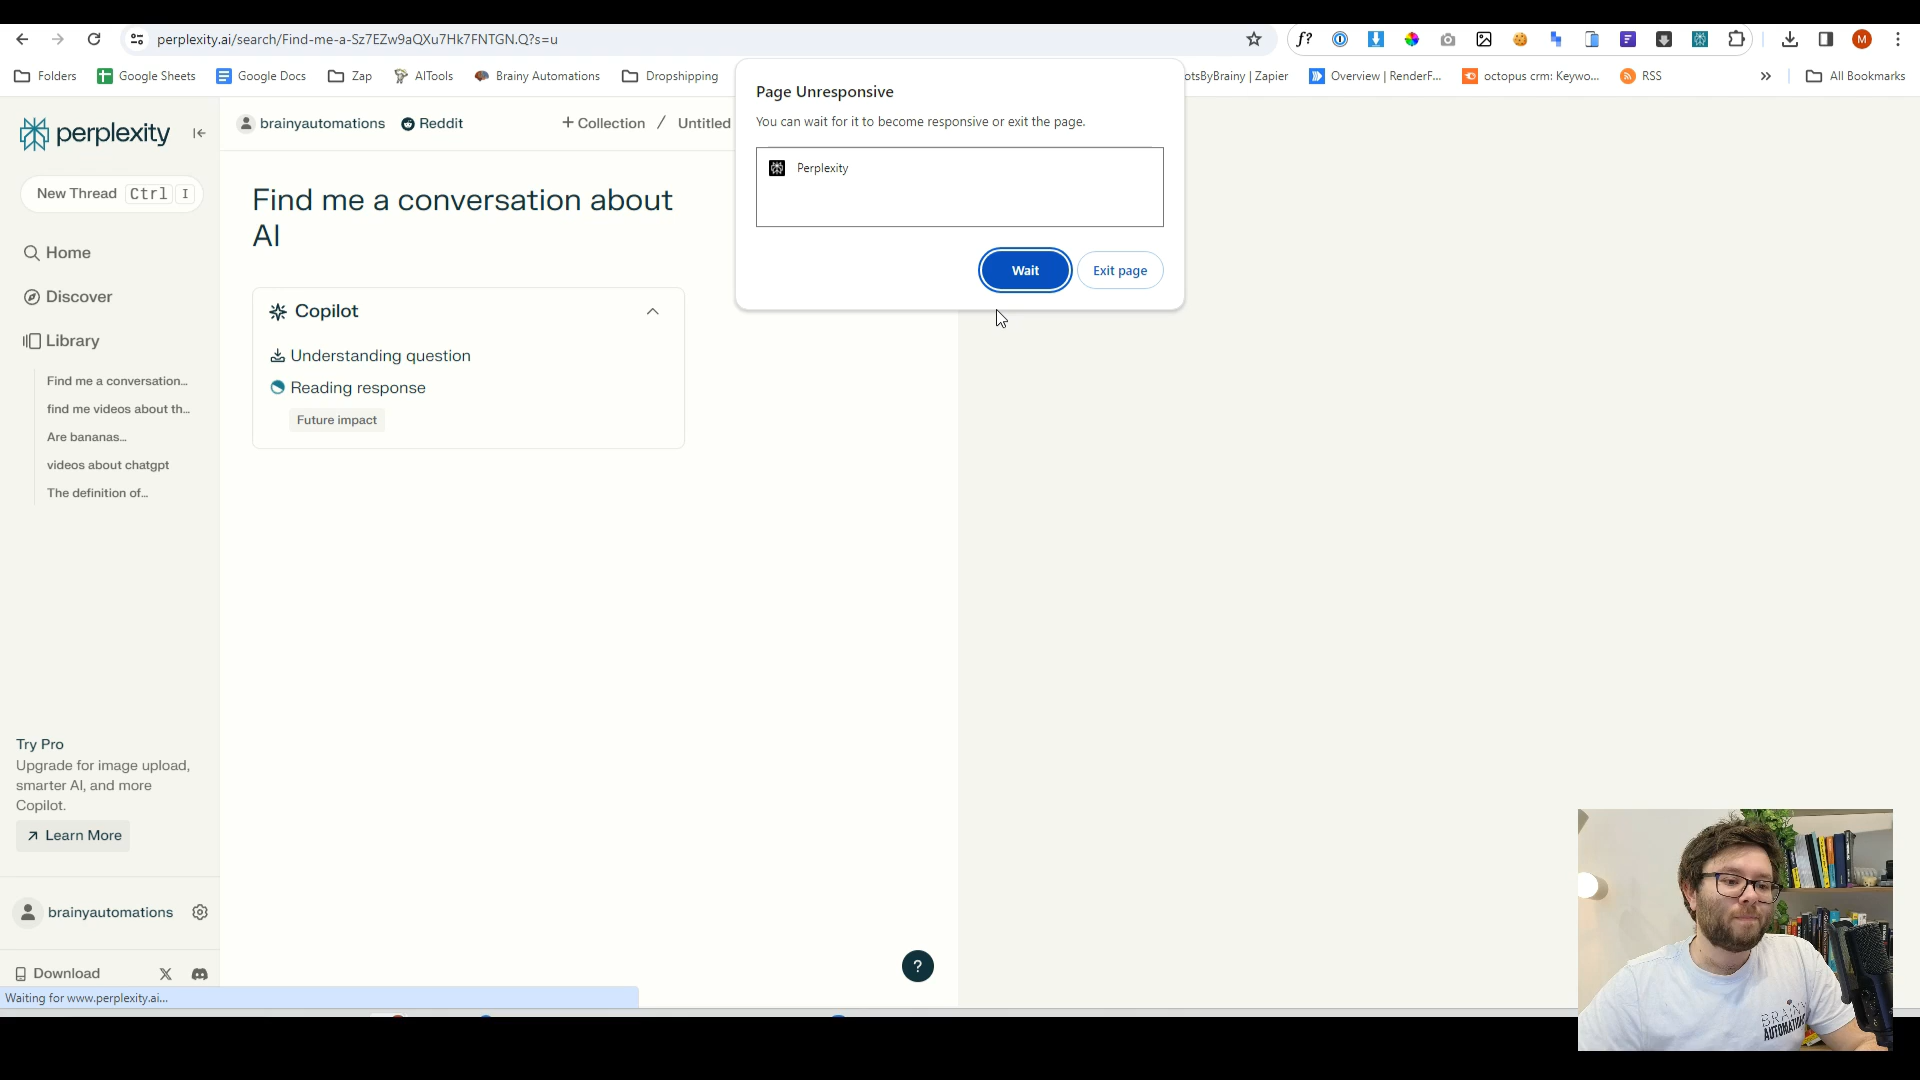 perplexity.ai/search/Find-me-a-Sz7EZw9aQXu7Hk7FNTGN.Q?s=u
f?
M
Folders
Google Sheets
Google Docs
Zap
AITools
Brainy Automations
Dropshipping
otsByBrainy | Zapier
Overview | RenderF...
octopus crm: Keywo...
RSS
»
All Bookmarks
perplexity
New Thread Ctrl I
Home
Discover
Library
Find me a conversation...
find me videos about th...
Are bananas...
videos about chatgpt
The definition of...
Try Pro
Upgrade for image upload,
smarter AI, and more
Copilot.
Learn More
brainyautomations
Download
Waiting for www.perplexity.ai...
brainyautomations
Reddit
+ Collection / Untitled
Find me a conversation about
AI
Copilot
Understanding question
Reading response
Future impact
?
Page Unresponsive
You can wait for it to become responsive or exit the page.
Perplexity
Wait
Exit page
BRAINY
AUTOMATIONS